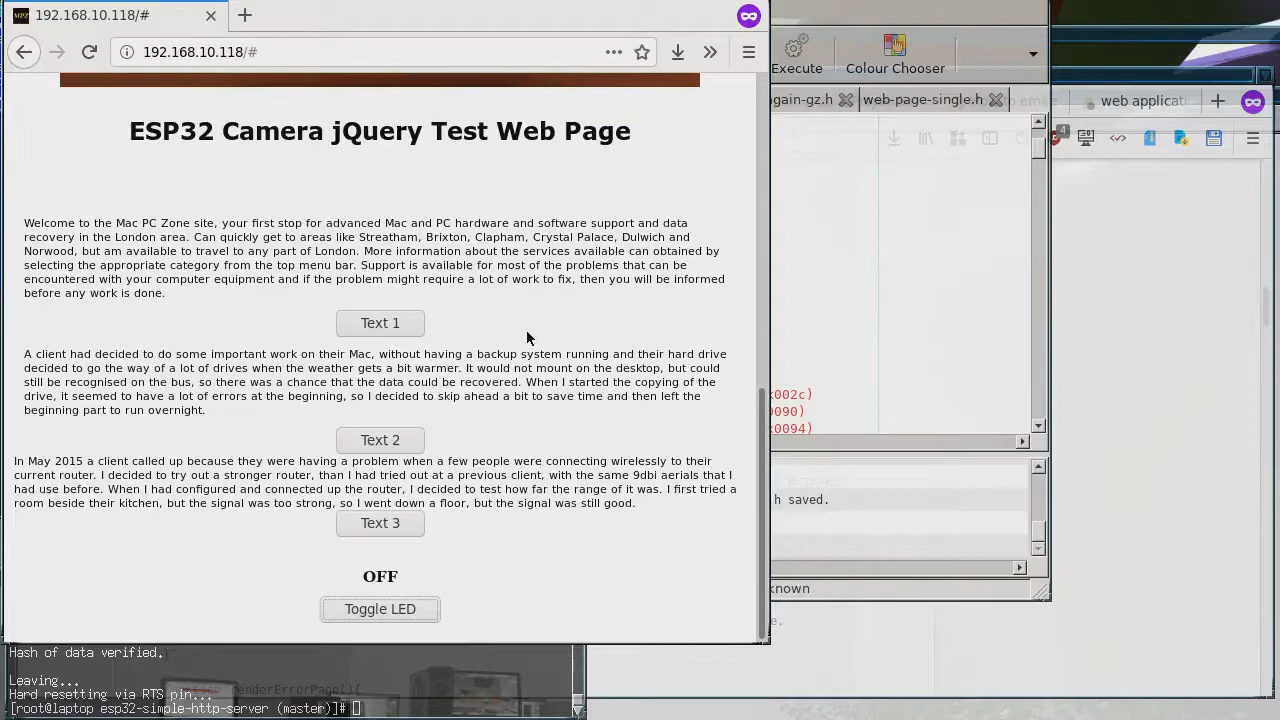 192.168.10.118/#
192.168.10.118/#
ESP32 Camera jQuery Test Web Page
Welcome to the Mac PC Zone site, your first stop for advanced Mac and PC hardware and software support and data
recovery in the London area. Can quickly get to areas like Streatham, Brixton, Clapham, Crystal Palace, Dulwich and
Norwood, but am available to travel to any part of London. More information about the services available can obtained by
selecting the appropriate category from the top menu bar. Support is available for most of the problems that can be
encountered with your computer equipment and if the problem might require a lot of work to fix, then you will be informed
before any work is done.
Text 1
A client had decided to do some important work on their Mac, without having a backup system running and their hard drive
decided to go the way of a lot of drives when the weather gets a bit warmer. It would not mount on the desktop, but could
still be recognised on the bus, so there was a chance that the data could be recovered. When I started the copying of the
drive, it seemed to have a lot of errors at the beginning, so I decided to skip ahead a bit to save time and then left the
beginning part to run overnight.
Text 2
In May 2015 a client called up because they were having a problem when a few people were connecting wirelessly to their
current router. I decided to try out a stronger router, than I had tried out at a previous client, with the same 9dbi aerials that I
had use before. When I had configured and connected up the router, I decided to test how far the range of it was. I first tried a
room beside their kitchen, but the signal was too strong, so I went down a floor, but the signal was still good.
Text 3
OFF
Toggle LED
Execute Colour Chooser
again-gz.h web-page-single.h
x002c)
0090)
x0094)
h saved.
known
web applicati
4
Hash of data verified.
Leaving...
renderErrorPage(){
Hard resetting via RTS pin...
[root@laptop esp32-simple-http-server (master)]#